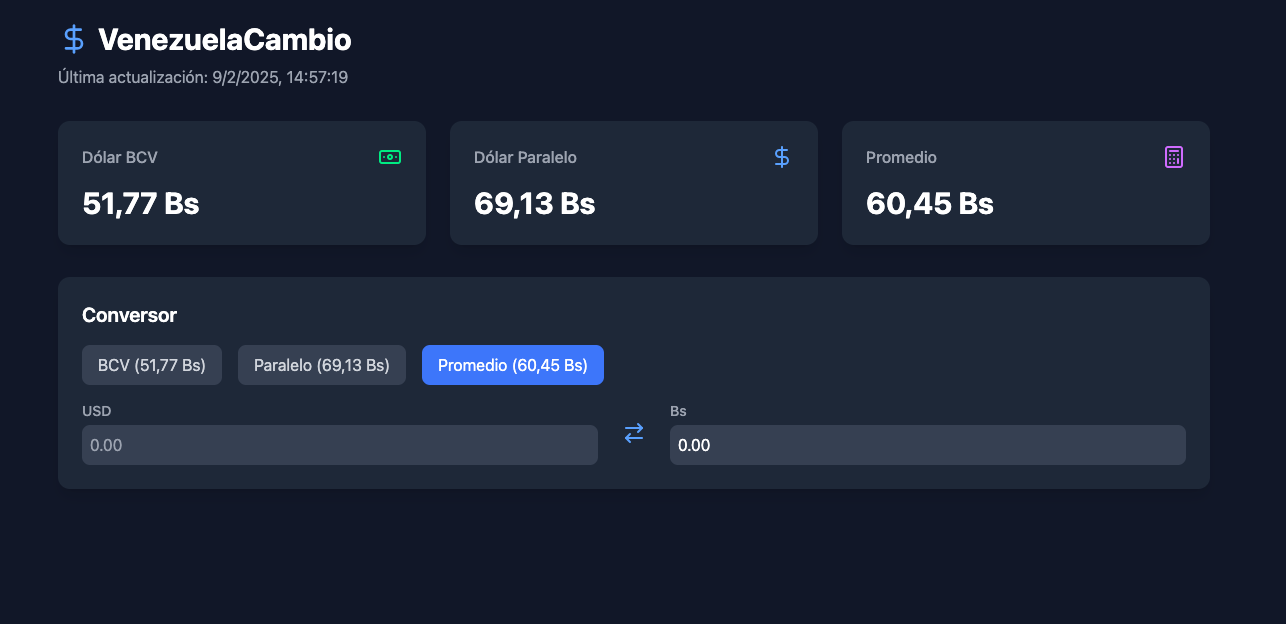 VenezuelaCambio
Última actualización: 9/2/2025, 14:57:19
Dólar BCV
51,77 Bs
Dólar Paralelo
69,13 Bs
Promedio
60,45 Bs
Conversor
BCV (51,77 Bs)
Paralelo (69,13 Bs)
Promedio (60,45 Bs)
USD
0.00
Bs
0.00